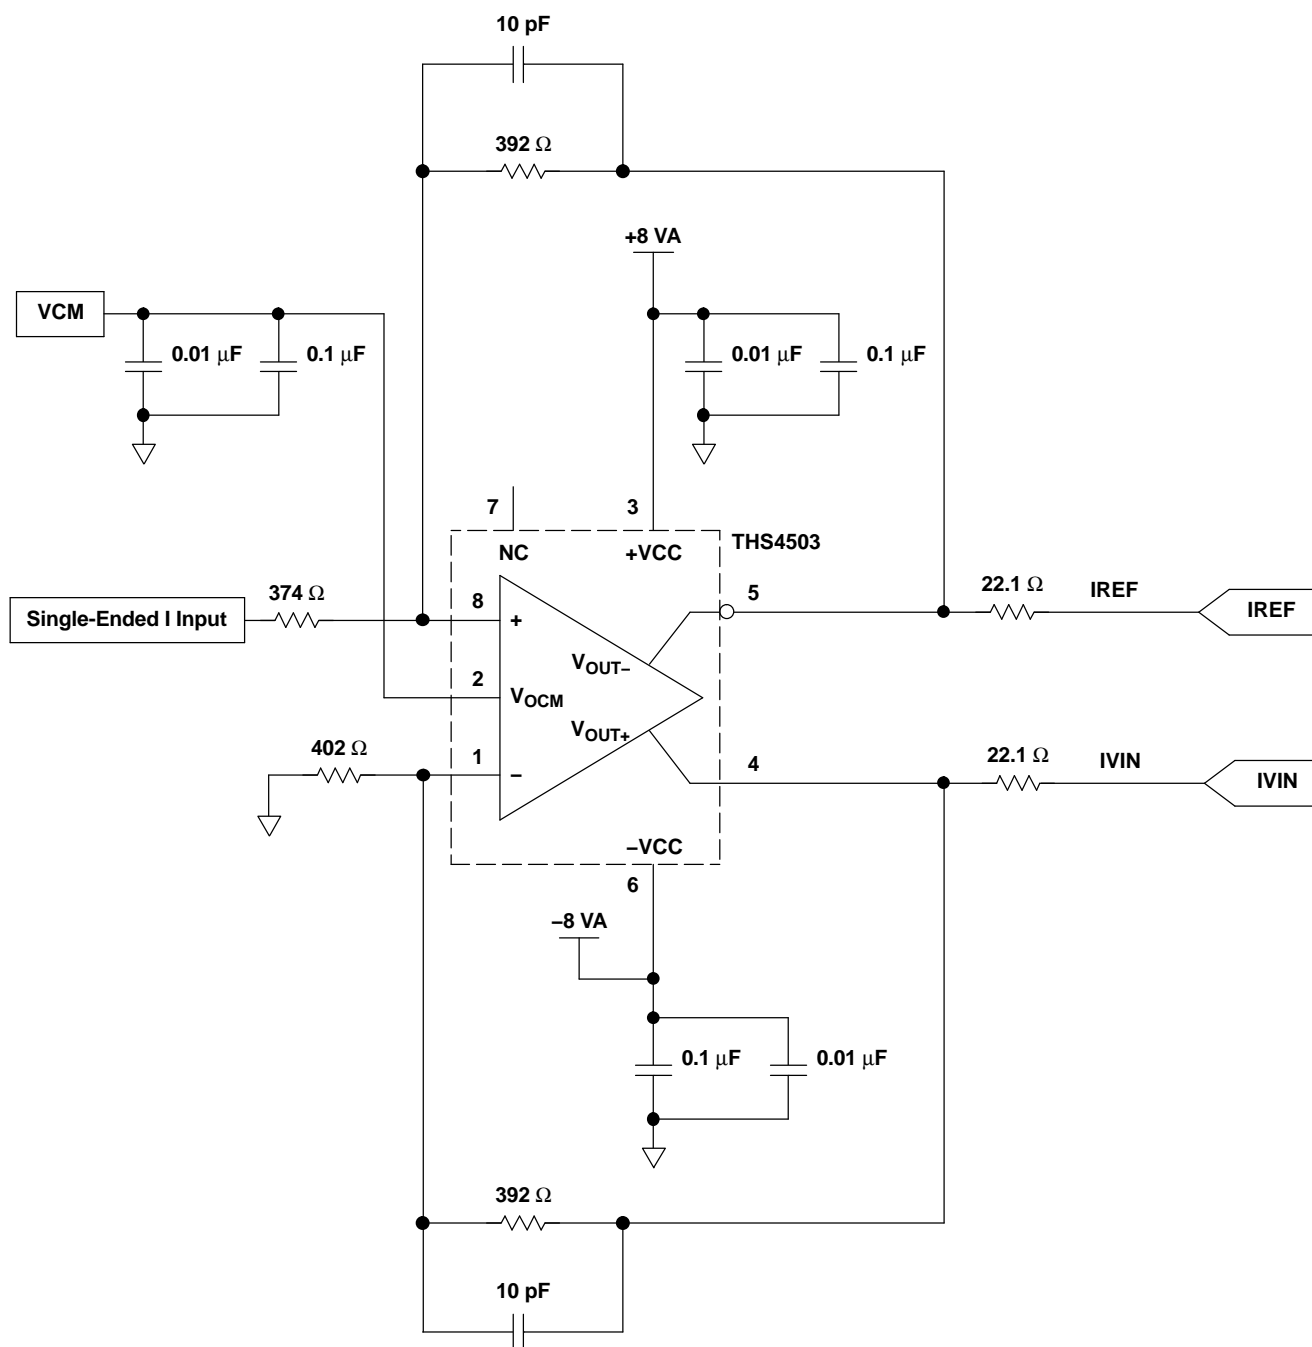 10 pF
392 Ω
+8 VA
VCM
0.01 μF
0.1 μF
0.01 μF
0.1 μF
7
3
THS4503
NC
+VCC
374 Ω
8
5
22.1 Ω
IREF
IREF
Single-Ended I Input
+
VOUT−
2
VOCM
VOUT+
402 Ω
1
−
4
22.1 Ω
IVIN
IVIN
−VCC
6
−8 VA
0.1 μF
0.01 μF
392 Ω
10 pF